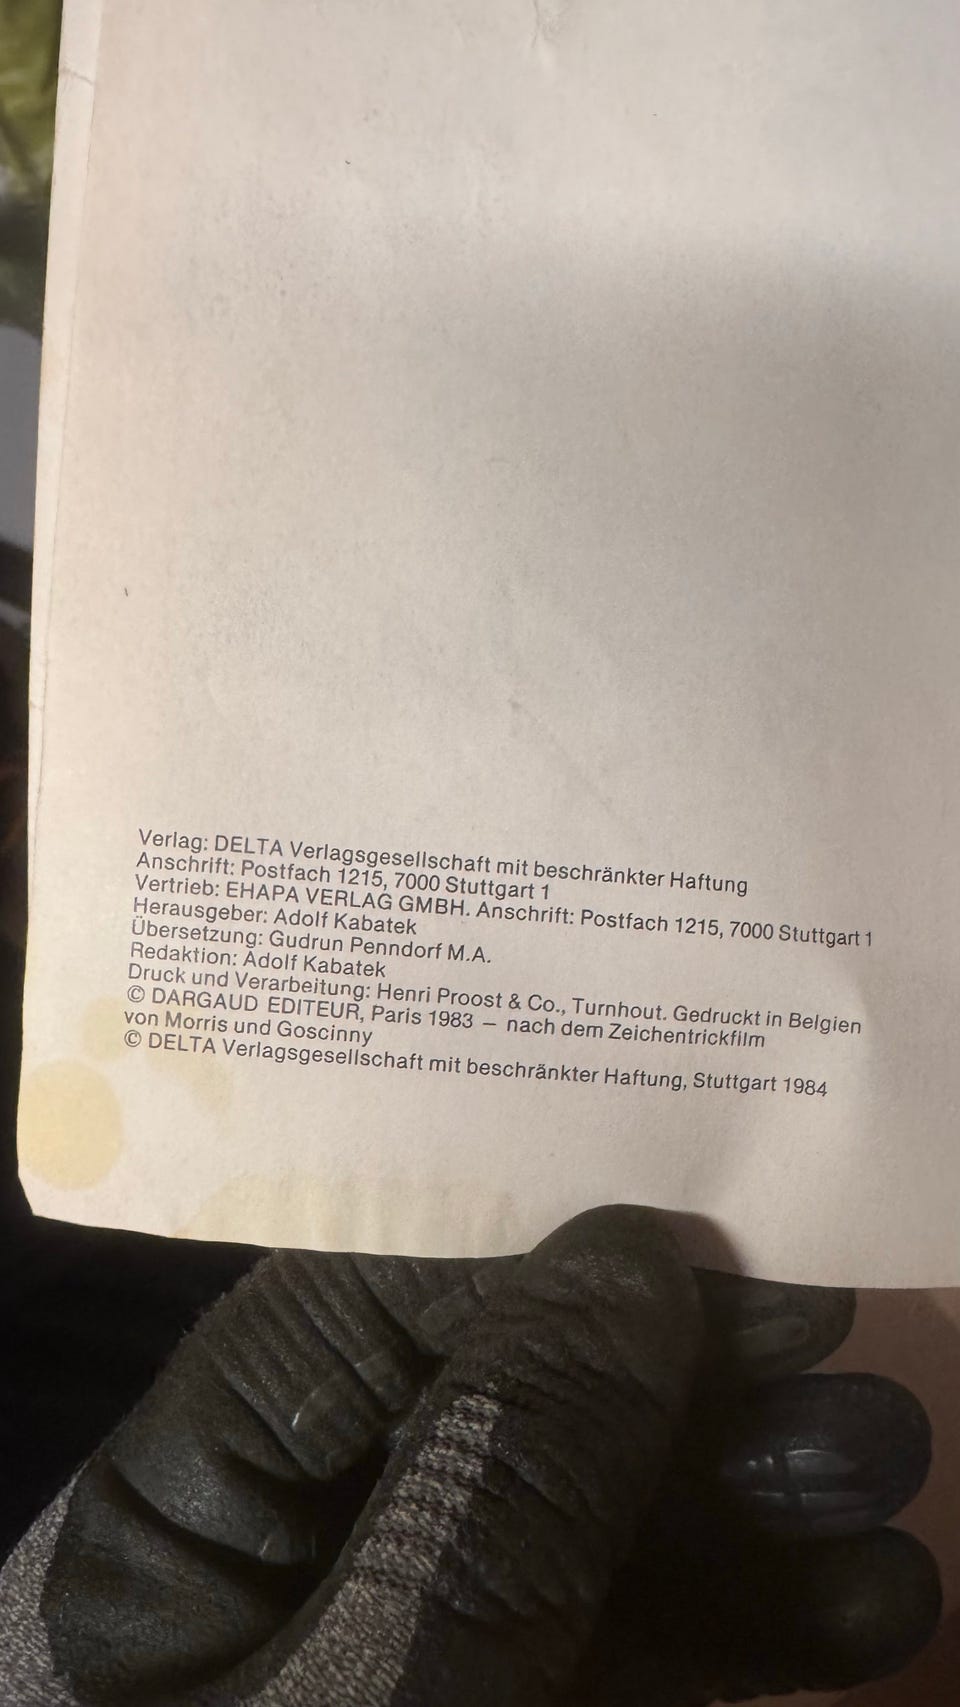 Verlag: DELTA Verlagsgesellschaft mit beschränkter Haftung
Anschrift: Postfach 1215, 7000 Stuttgart 1
Vertrieb: EHAPA VERLAG GMBH. Anschrift: Postfach 1215, 7000 Stuttgart 1
Herausgeber: Adolf Kabatek
Übersetzung: Gudrun Penndorf M.A.
Redaktion: Adolf Kabatek
Druck und Verarbeitung: Henri Proost & Co., Turnhout. Gedruckt in Belgien
© DARGAUD EDITEUR, Paris 1983 – nach dem Zeichentrickfilm
von Morris und Goscinny
© DELTA Verlagsgesellschaft mit beschränkter Haftung, Stuttgart 1984